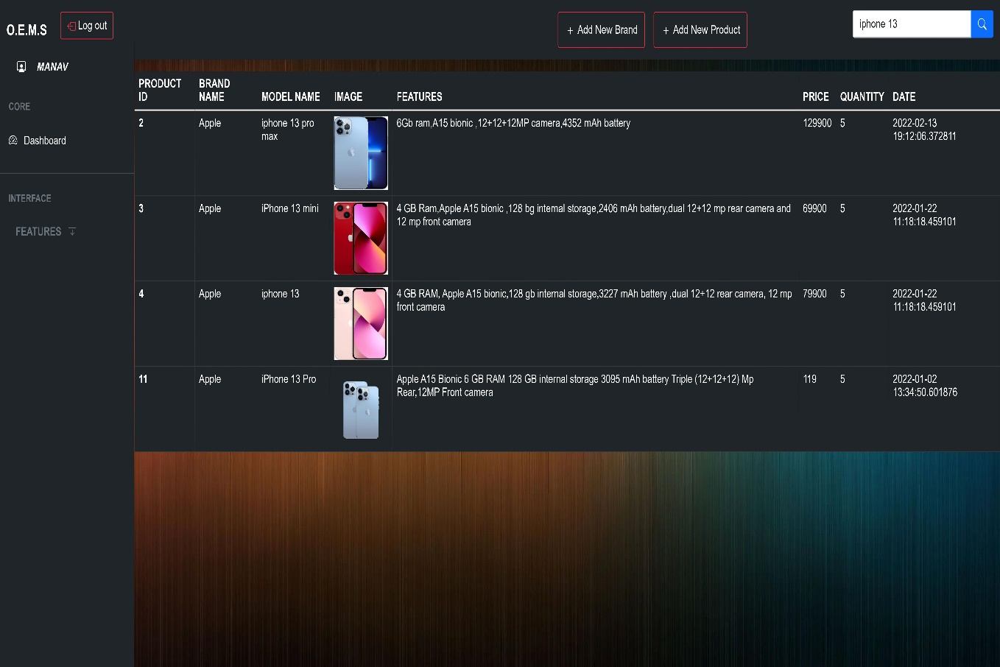 O.E.M.S
Log out
+ Add New Brand
+ Add New Product
iphone 13
MANAV
CORE
Dashboard
INTERFACE
FEATURES
PRODUCT ID BRAND NAME MODEL NAME IMAGE FEATURES PRICE QUANTITY DATE
2 Apple iphone 13 pro 6Gb ram,A15 bionic ,12+12+12MP camera,4352 mAh battery 129900 5 2022-02-13
max 19:12:06.372811
3 Apple iPhone 13 mini 4 GB Ram,Apple A15 bionic ,128 bg internal storage,2406 mAh battery,dual 12+12 mp rear camera and 69900 5 2022-01-22
12 mp front camera 11:18:18.459101
4 Apple iphone 13 4 GB RAM, Apple A15 bionic,128 gb internal storage,3227 mAh battery ,dual 12+12 rear camera, 12 mp 79900 5 2022-01-22
front camera 11:18:18.459101
11 Apple iPhone 13 Pro Apple A15 Bionic 6 GB RAM 128 GB internal storage 3095 mAh battery Triple (12+12+12) Mp 119 5 2022-01-02
Rear,12MP Front camera 13:34:50.601876